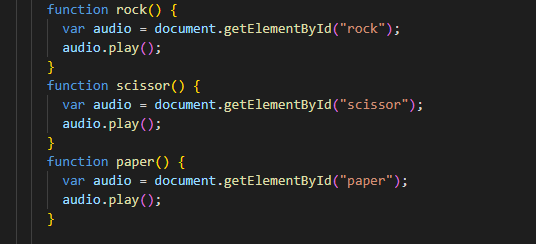 function rock() {
  var audio = document.getElementById("rock");
  audio.play();
}
function scissor() {
  var audio = document.getElementById("scissor");
  audio.play();
}
function paper() {
  var audio = document.getElementById("paper");
  audio.play();
}